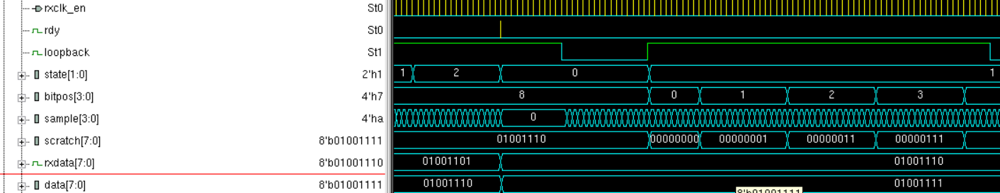 rxclk_en St0
rdy St0
loopback St1
state[1:0] 2'h1 1 2 0 1
bitpos[3:0] 4'h7 8 0 1 2 3
sample[3:0] 4'ha 0
scratch[7:0] 8'b01001111 01001110 00000000 00000001 00000011 00000111
rxdata[7:0] 8'b01001110 01001101 01001110
data[7:0] 8'b01001111 01001110 01001111
8'b01001111